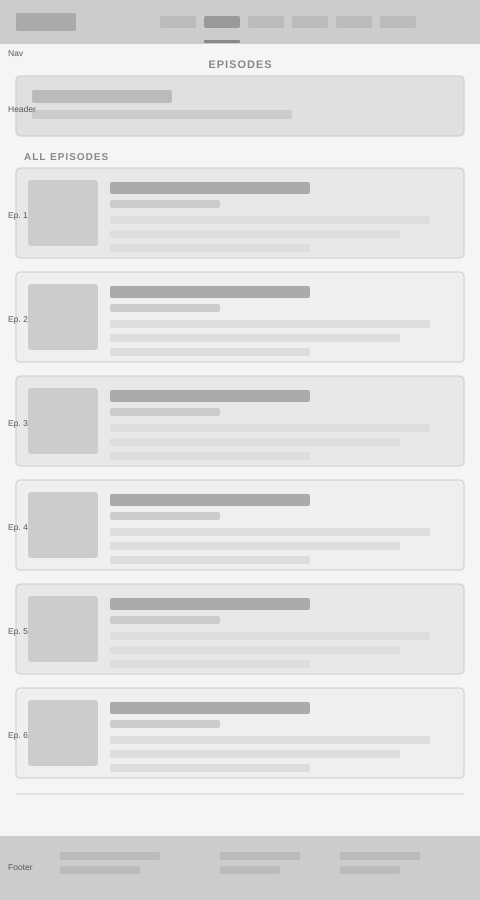 Nav
EPISODES
Header
ALL EPISODES
Ep. 1
Ep. 2
Ep. 3
Ep. 4
Ep. 5
Ep. 6
Footer